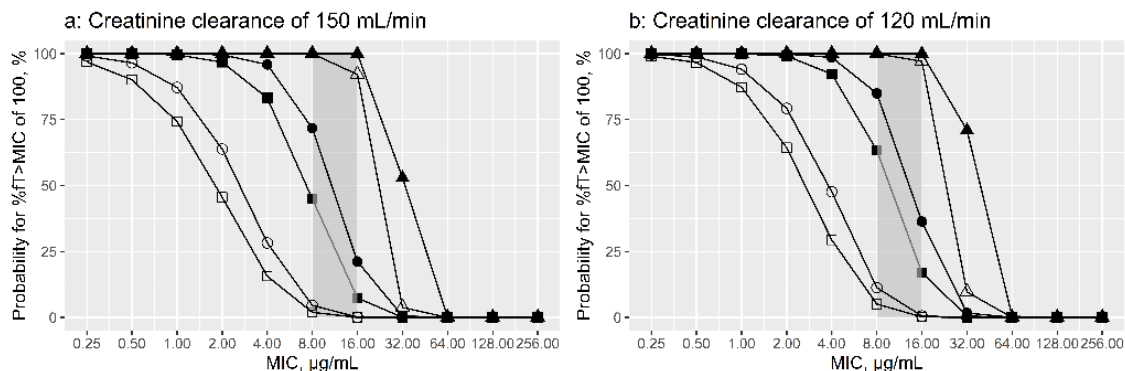 a: Creatinine clearance of 150 mL/min
Probability for %fT>MIC of 100, %
100
75
50
25
0
0.25 0.50 1.00 2.00 4.00 8.00 16.00 32.00 64.00 128.00 256.00
MIC, µg/mL
b: Creatinine clearance of 120 mL/min
Probability for %fT>MIC of 100, %
100
75
50
25
0
0.25 0.50 1.00 2.00 4.00 8.00 16.00 32.00 64.00 128.00 256.00
MIC, µg/mL